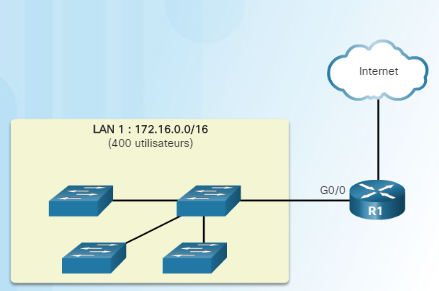 Internet
LAN 1 : 172.16.0.0/16
(400 utilisateurs)
G0/0
R1